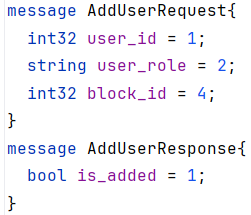 message AddUserRequest{
  int32 user_id = 1;
  string user_role = 2;
  int32 block_id = 4;
}
message AddUserResponse{
  bool is_added = 1;
}